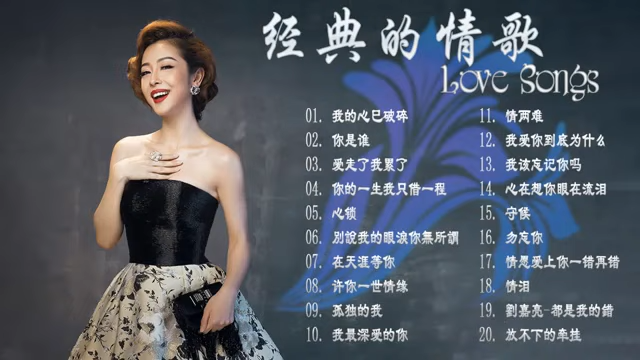 经典的情歌
Love Songs
01. 我的心已破碎
02. 你是谁
03. 爱走了我累了
04. 你的一生我只借一程
05. 心锁
06. 别說我的眼淚你無所謂
07. 在天涯等你
08. 许你一世情缘
09. 孤独的我
10. 我最深爱的你
11. 情两难
12. 我爱你到底为什么
13. 我该忘记你吗
14. 心在想你眼在流泪
15. 守侯
16. 勿忘你
17. 情愿爱上你一错再错
18. 情泪
19. 劉嘉亮-都是我的错
20. 放不下的牵挂